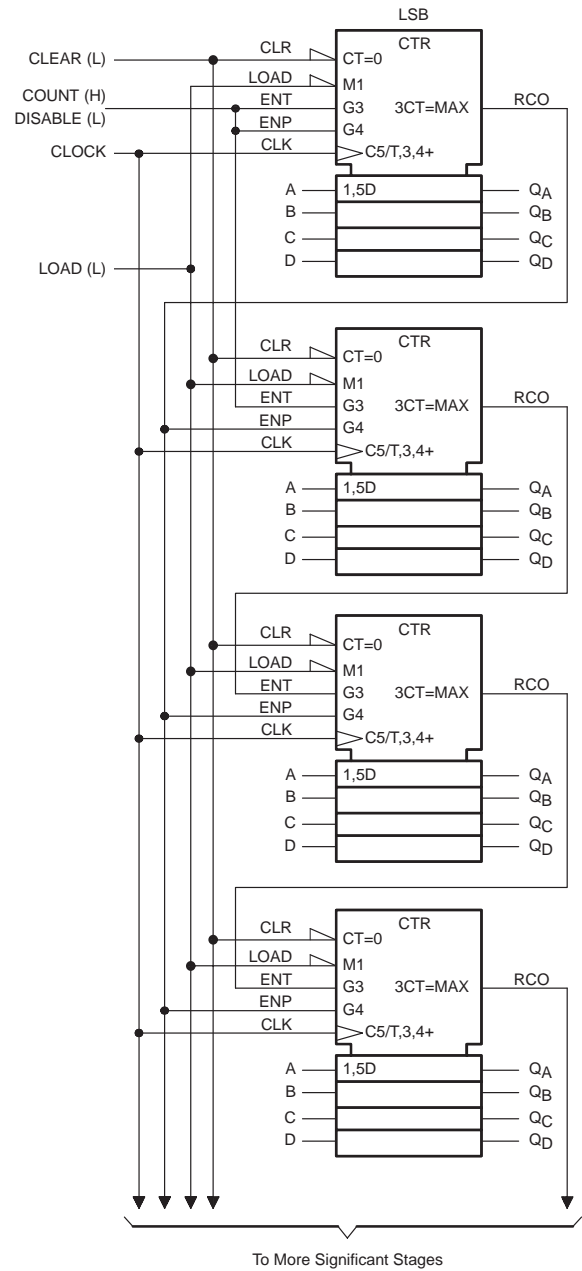 LSB
CLEAR (L)
CLR
CT=0
CTR
LOAD
M1
COUNT (H)
DISABLE (L)
ENT
G3
3CT=MAX
RCO
ENP
G4
CLOCK
CLK
C5/T,3,4+
A
1,5D
QA
B
QB
C
QC
D
QD
LOAD (L)
CLR
CT=0
CTR
LOAD
M1
ENT
G3
3CT=MAX
RCO
ENP
G4
CLK
C5/T,3,4+
A
1,5D
QA
B
QB
C
QC
D
QD
CLR
CT=0
CTR
LOAD
M1
ENT
G3
3CT=MAX
RCO
ENP
G4
CLK
C5/T,3,4+
A
1,5D
QA
B
QB
C
QC
D
QD
CLR
CT=0
CTR
LOAD
M1
ENT
G3
3CT=MAX
RCO
ENP
G4
CLK
C5/T,3,4+
A
1,5D
QA
B
QB
C
QC
D
QD
To More Significant Stages